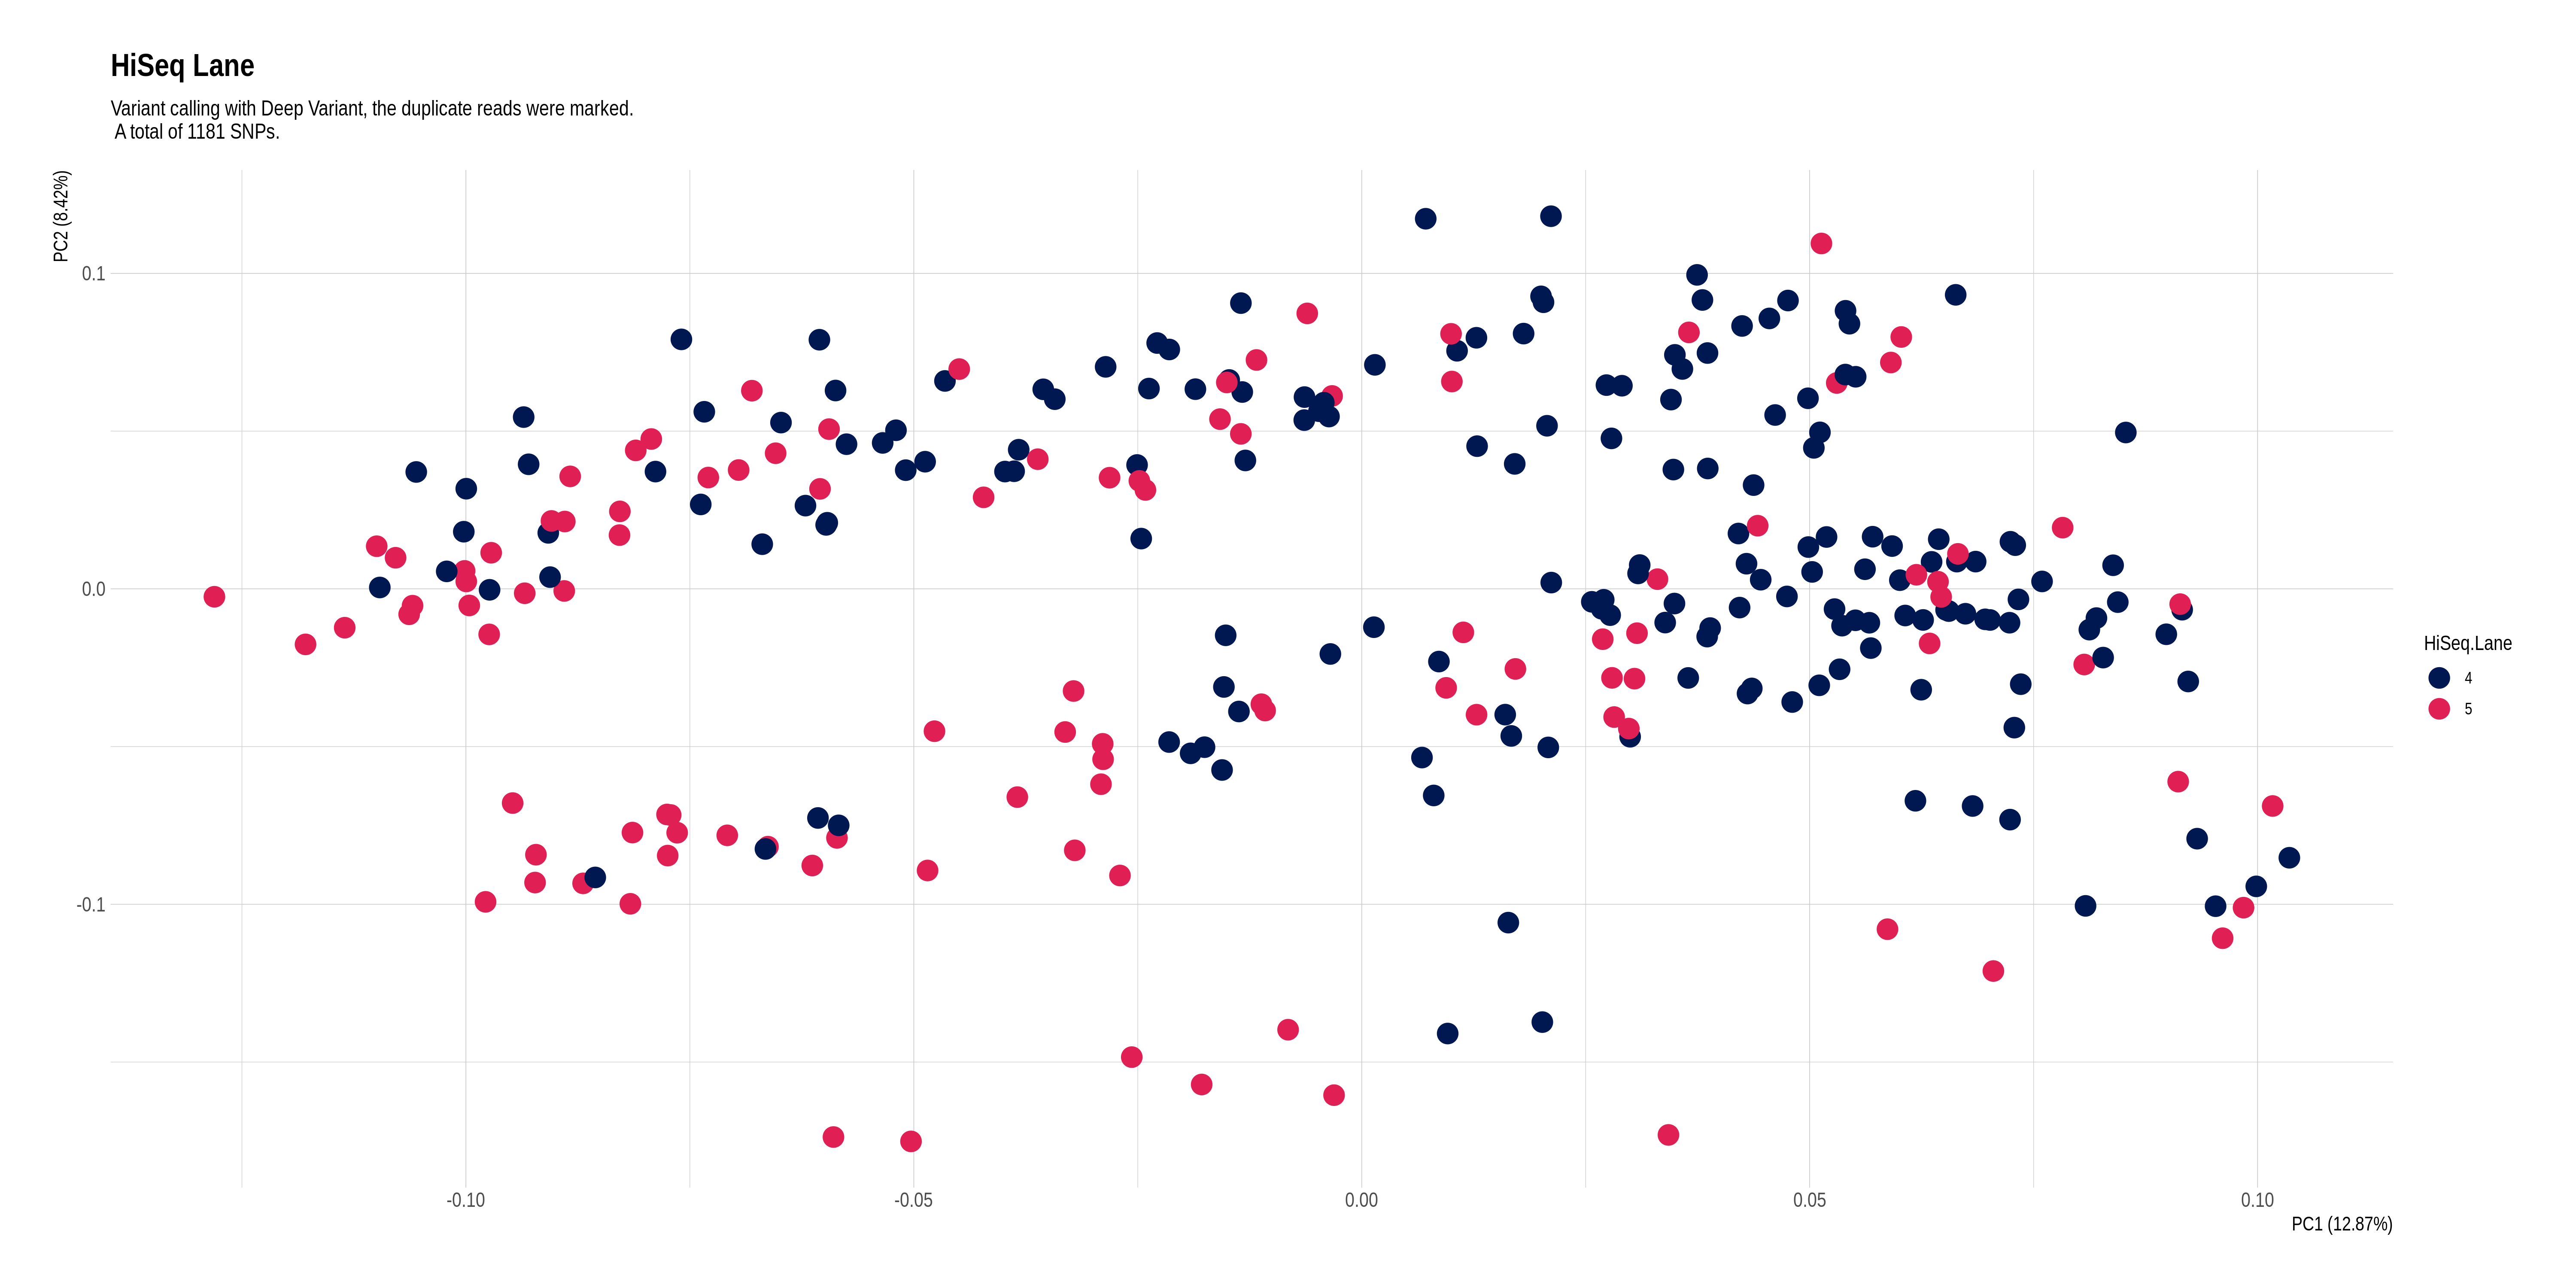 HiSeq Lane
Variant calling with Deep Variant, the duplicate reads were marked.
A total of 1181 SNPs.
PC2 (8.42%)
0.1
0.0
-0.1
-0.10
-0.05
0.00
0.05
0.10
PC1 (12.87%)
HiSeq.Lane
4
5